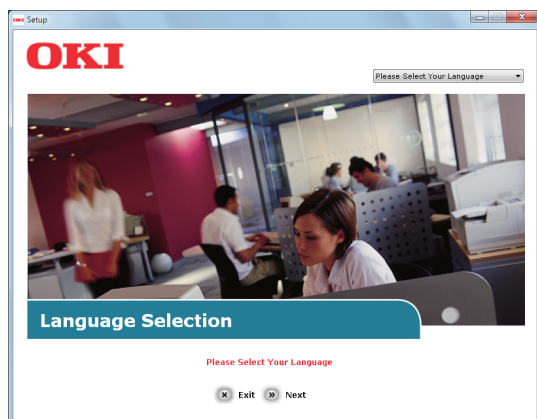 OKI Setup
OKI
Please Select Your Language
Language Selection
Please Select Your Language
Exit Next